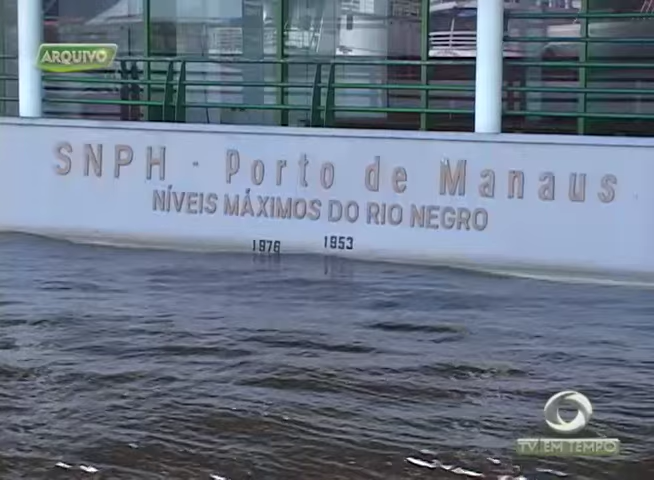 ARQUIVO
SNPH - Porto de Manaus
NÍVEIS MÁXIMOS DO RIO NEGRO
1976 1953
TV EM TEMPO